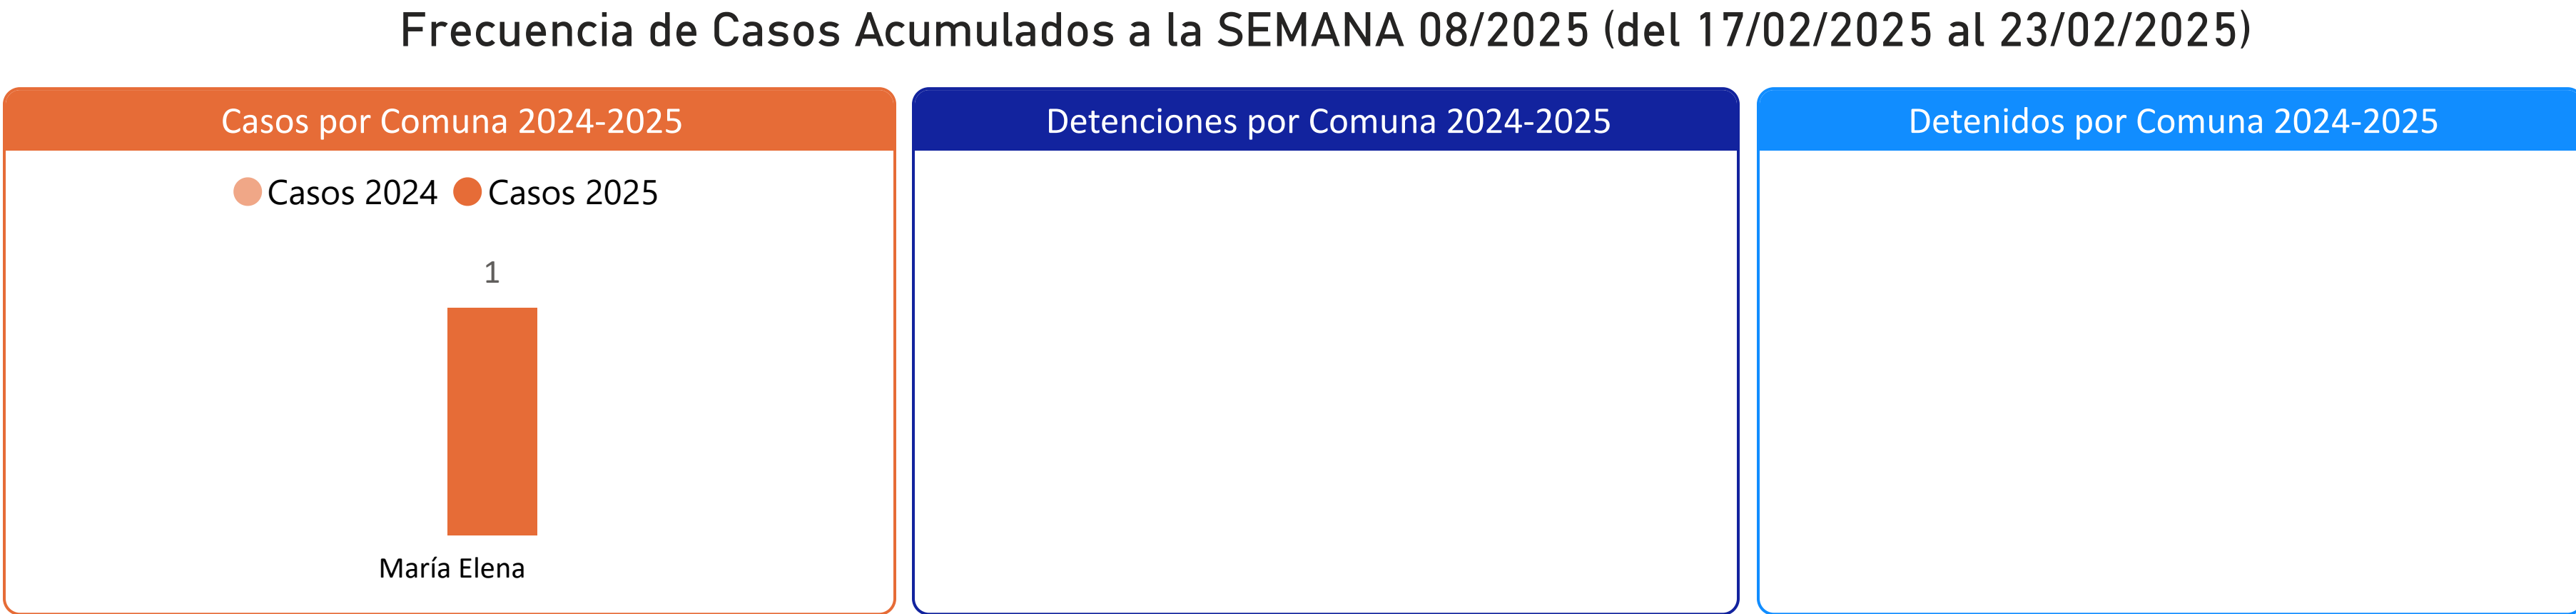 Frecuencia de Casos Acumulados a la SEMANA 08/2025 (del 17/02/2025 al 23/02/2025)
Casos por Comuna 2024-2025
Casos 2024 Casos 2025
1
María Elena
Detenciones por Comuna 2024-2025
Detenidos por Comuna 2024-2025